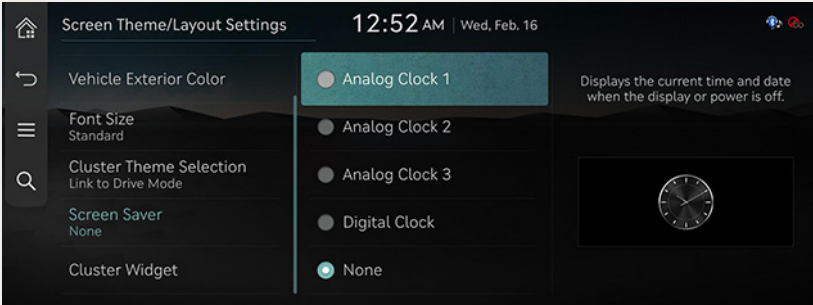 Screen Theme/Layout Settings
12:52 AM | Wed, Feb. 16
Vehicle Exterior Color
Font Size
Standard
Cluster Theme Selection
Link to Drive Mode
Screen Saver
None
Cluster Widget
Analog Clock 1
Analog Clock 2
Analog Clock 3
Digital Clock
None
Displays the current time and date
when the display or power is off.